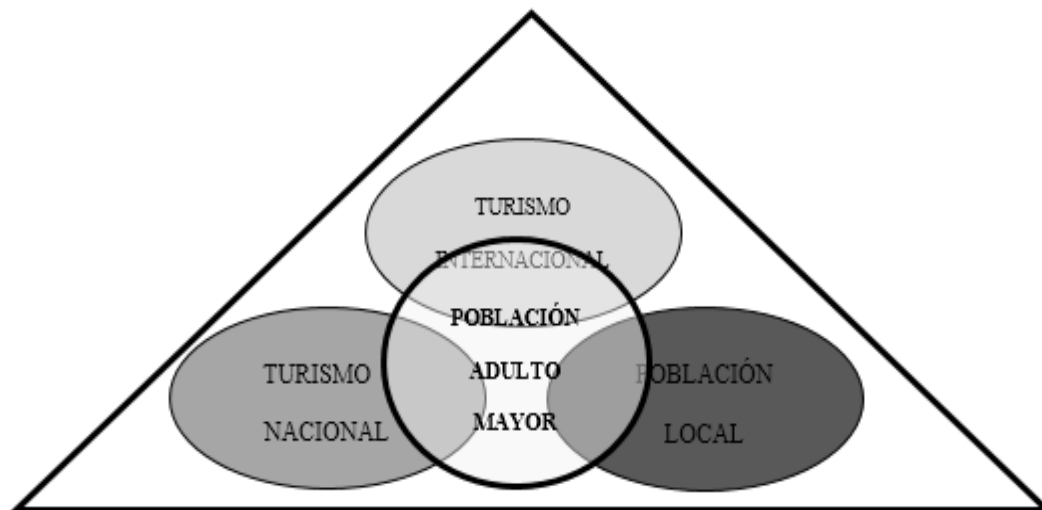 TURISMO
INTERNACIONAL
POBLACIÓN
ADULTO
MAYOR
TURISMO
NACIONAL
POBLACIÓN
LOCAL